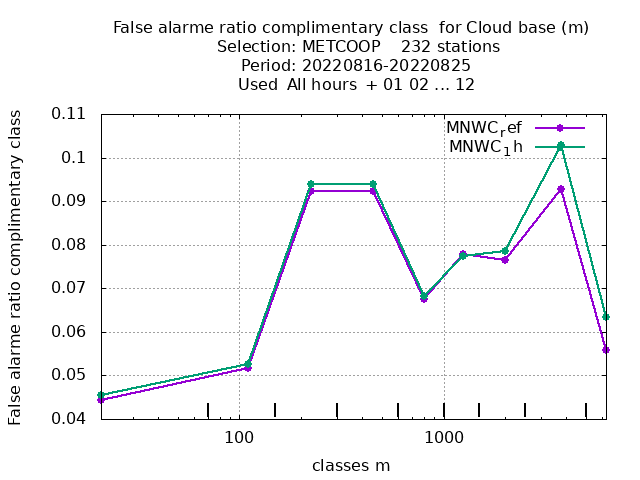 False alarme ratio complimentary class  for Cloud base (m)
Selection: METCOOP    232 stations
Period: 20220816-20220825
Used  All hours  + 01 02 ... 12
False alarme ratio complimentary class
0.11
0.1
0.09
0.08
0.07
0.06
0.05
0.04
MNWC_ref
MNWC_1h
100
1000
classes m